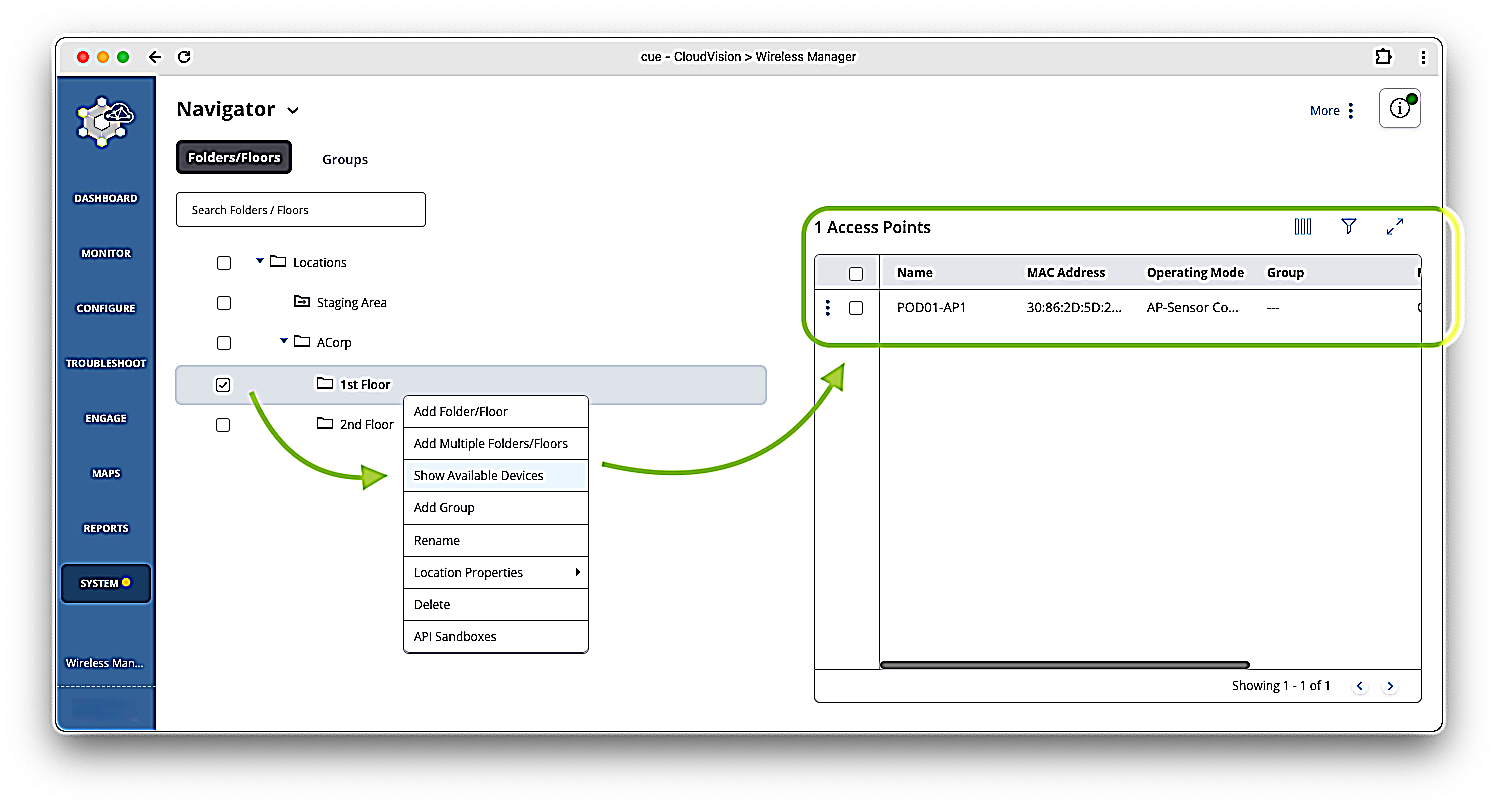 cue - CloudVision > Wireless Manager
Navigator
More
Folders/Floors
Groups
Search Folders / Floors
DASHBOARD
MONITOR
CONFIGURE
TROUBLESHOOT
ENGAGE
MAPS
REPORTS
SYSTEM
Wireless Man...
Locations
Staging Area
ACorp
1st Floor
2nd Floor
Add Folder/Floor
Add Multiple Folders/Floors
Show Available Devices
Add Group
Rename
Location Properties
Delete
API Sandboxes
1 Access Points
Name MAC Address Operating Mode Group
POD01-AP1 30:86:2D:5D:2... AP-Sensor Co... ---
Showing 1 - 1 of 1